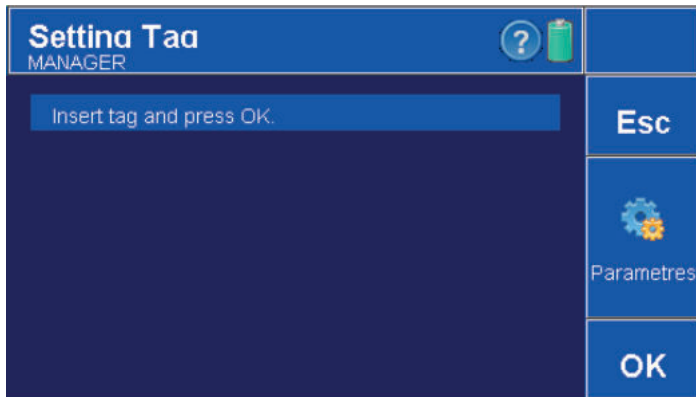 Setting Tag
MANAGER
?
Insert tag and press OK.
Esc
Parametres
OK